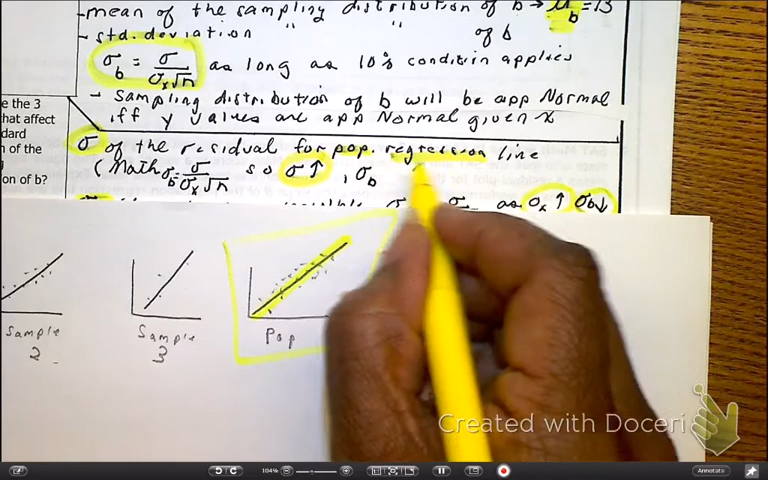 -mean of the sampling distribution of b → μb = B
- std. deviation " " of b
σb = σ/σx√n as long as 10% condition applies
- Sampling distribution of b will be app Normal
iff y values are app Normal given x
e the 3
hat affect
dard
n of the
on of b?
σ of the residual for pop. regression line
(Math σb = σ/σx√n so σ↑, σb
as σx↑ σb↓
Sample
2
Sample
3
Pop
Created with Doceri
104%
Annotate